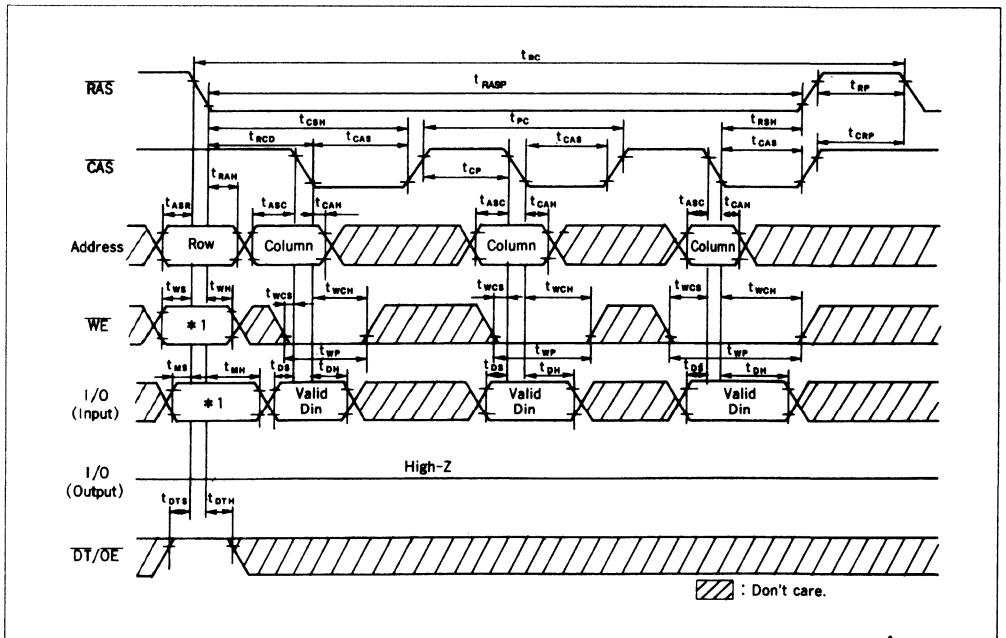 tRC
RAS
tRASP
tRP
tCSH
tPC
tRSH
tRCD
tCAS
tCAS
tCAS
tCRP
CAS
tRAH
tCP
tASR
tASC
tCAH
tASC
tCAH
tASC
tCAH
Address
Row
Column
Column
Column
tWS
tWH
tWCS
tWCH
tWCS
tWCH
tWCS
tWCH
WE
*1
tWP
tWP
tWP
tMS
tMH
tDS
tDH
tDS
tDH
tDS
tDH
I/O
(Input)
*1
Valid
Din
Valid
Din
Valid
Din
I/O
(Output)
High-Z
tDTS
tDTH
DT/OE
: Don't care.